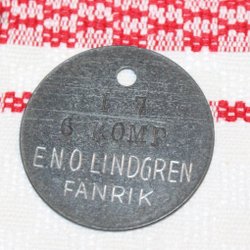 I 7
6 KOMP
E N O LINDGREN
FANRIK